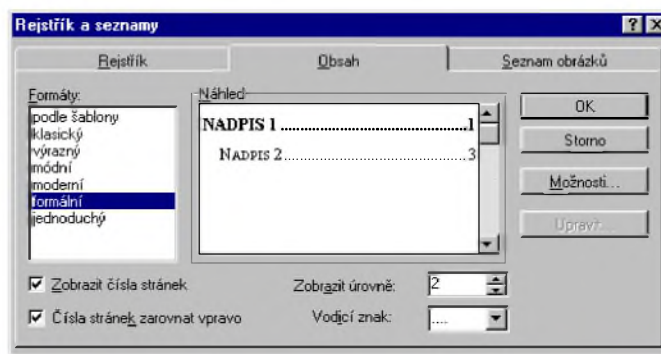 Rejstřík a seznamy
Rejstřík
Obsah
Seznam obrázků
Formáty:
podle šablony
klasický
výrazný
módní
moderní
formální
jednoduchý
Náhled
NADPIS 1 ........................................1
NADPIS 2........................................3
OK
Storno
Možnosti...
Upravit...
Zobrazit čísla stránek
Čísla stránek zarovnat vpravo
Zobrazit úrovně: 2
Vodicí znak: ....